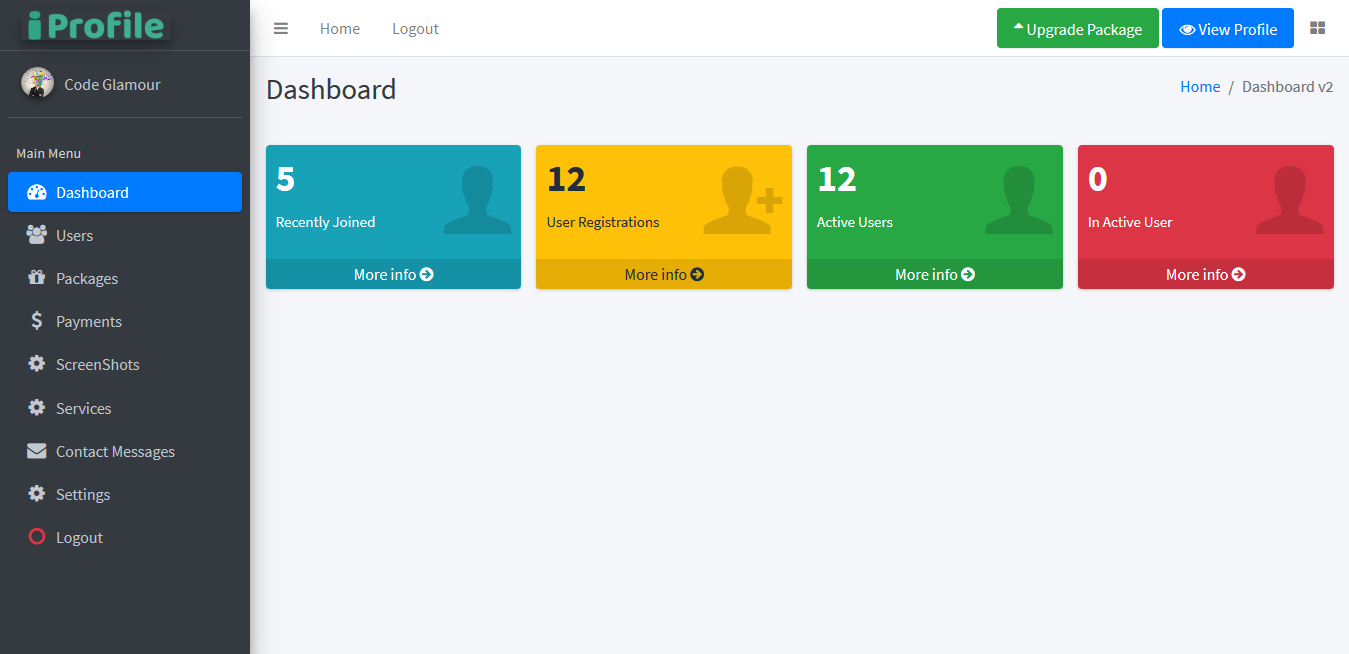 iProfile
Home
Logout
Upgrade Package
View Profile
Code Glamour
Dashboard
Home / Dashboard v2
Main Menu
Dashboard
Users
Packages
Payments
ScreenShots
Services
Contact Messages
Settings
Logout
5
Recently Joined
More info
12
User Registrations
More info
12
Active Users
More info
0
In Active User
More info